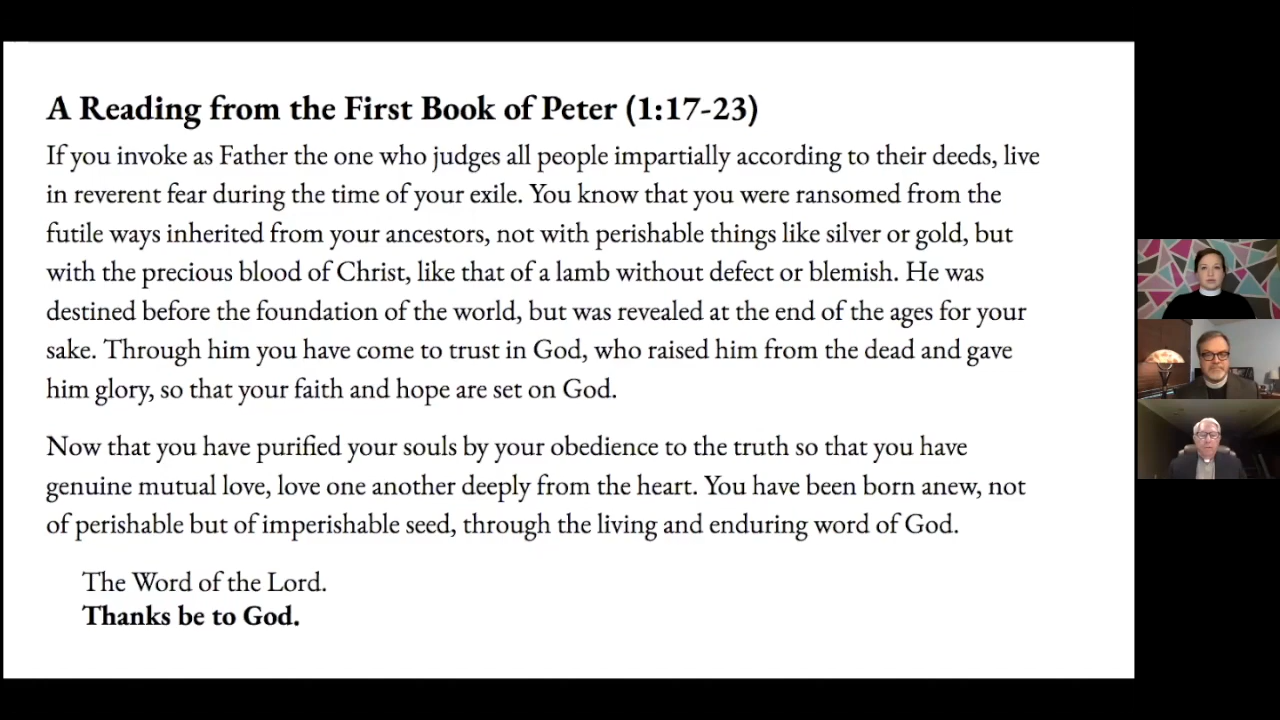 A Reading from the First Book of Peter (1:17-23)
If you invoke as Father the one who judges all people impartially according to their deeds, live
in reverent fear during the time of your exile. You know that you were ransomed from the
futile ways inherited from your ancestors, not with perishable things like silver or gold, but
with the precious blood of Christ, like that of a lamb without defect or blemish. He was
destined before the foundation of the world, but was revealed at the end of the ages for your
sake. Through him you have come to trust in God, who raised him from the dead and gave
him glory, so that your faith and hope are set on God.
Now that you have purified your souls by your obedience to the truth so that you have
genuine mutual love, love one another deeply from the heart. You have been born anew, not
of perishable but of imperishable seed, through the living and enduring word of God.
The Word of the Lord.
Thanks be to God.